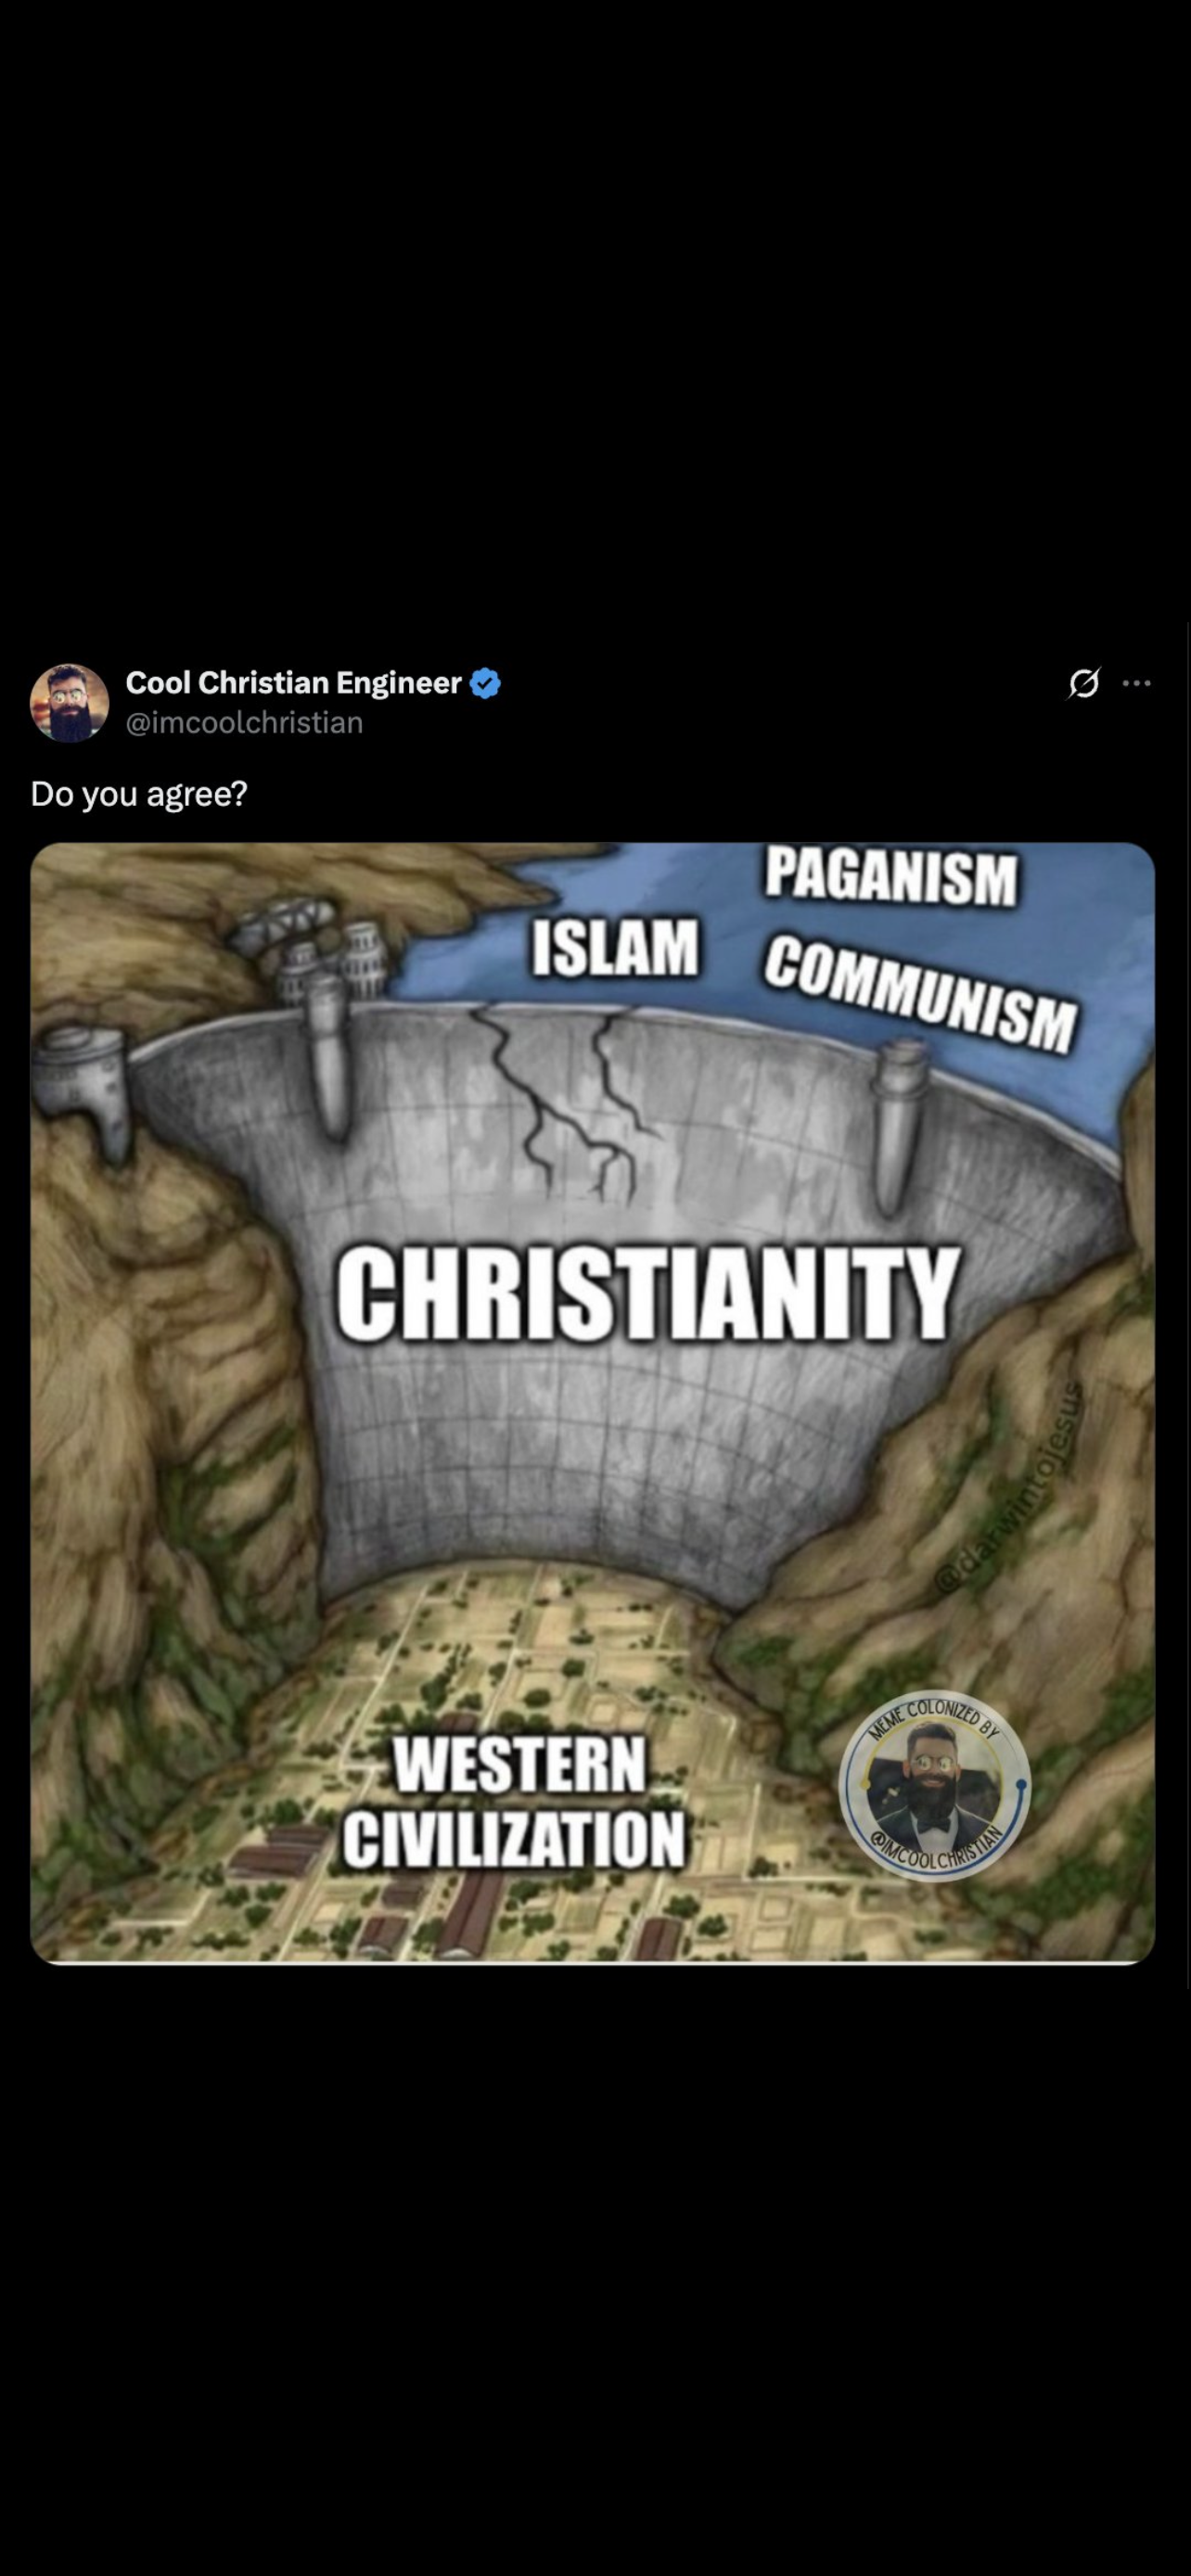 Cool Christian Engineer
@imcoolchristian
Do you agree?
PAGANISM
ISLAM
COMMUNISM
CHRISTIANITY
@darwintojesus
WESTERN
CIVILIZATION
MEME COLONIZED BY
@IMCOOLCHRISTIAN